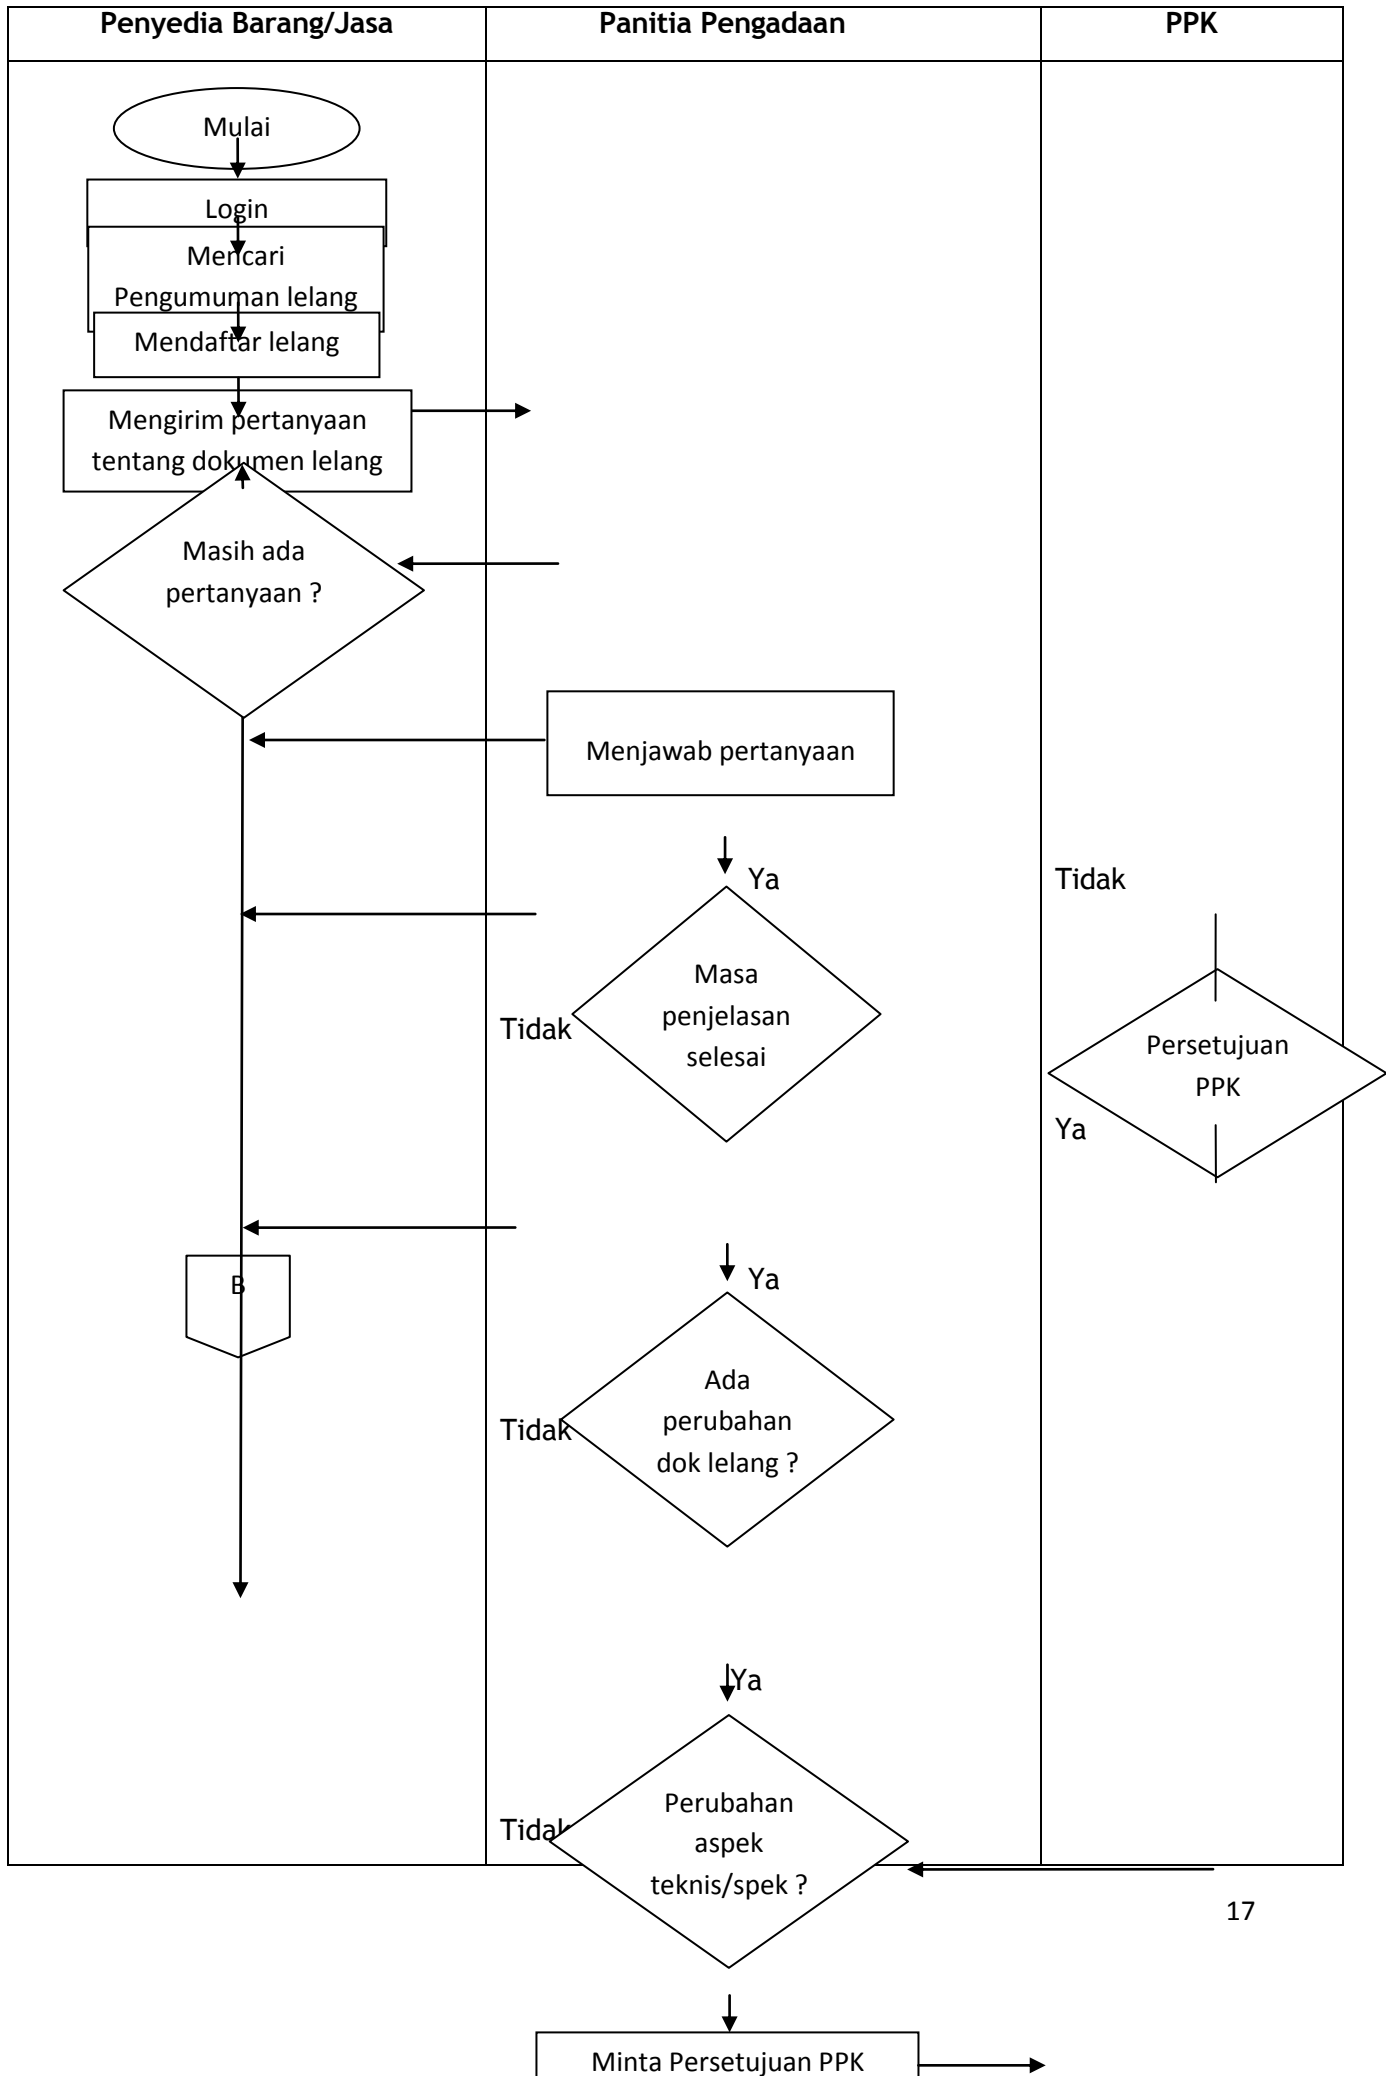 Penyedia Barang/Jasa
Panitia Pengadaan
PPK
Mulai
Login
Mencari
Pengumuman lelang
Mendaftar lelang
Mengirim pertanyaan
tentang dokumen lelang
Masih ada
pertanyaan ?
Menjawab pertanyaan
Ya
Tidak
Masa
penjelasan
selesai
Tidak
Persetujuan
PPK
Ya
B
Ya
Ada
perubahan
dok lelang ?
Tidak
Ya
Perubahan
aspek
teknis/spek ?
Tidak
17
Minta Persetujuan PPK